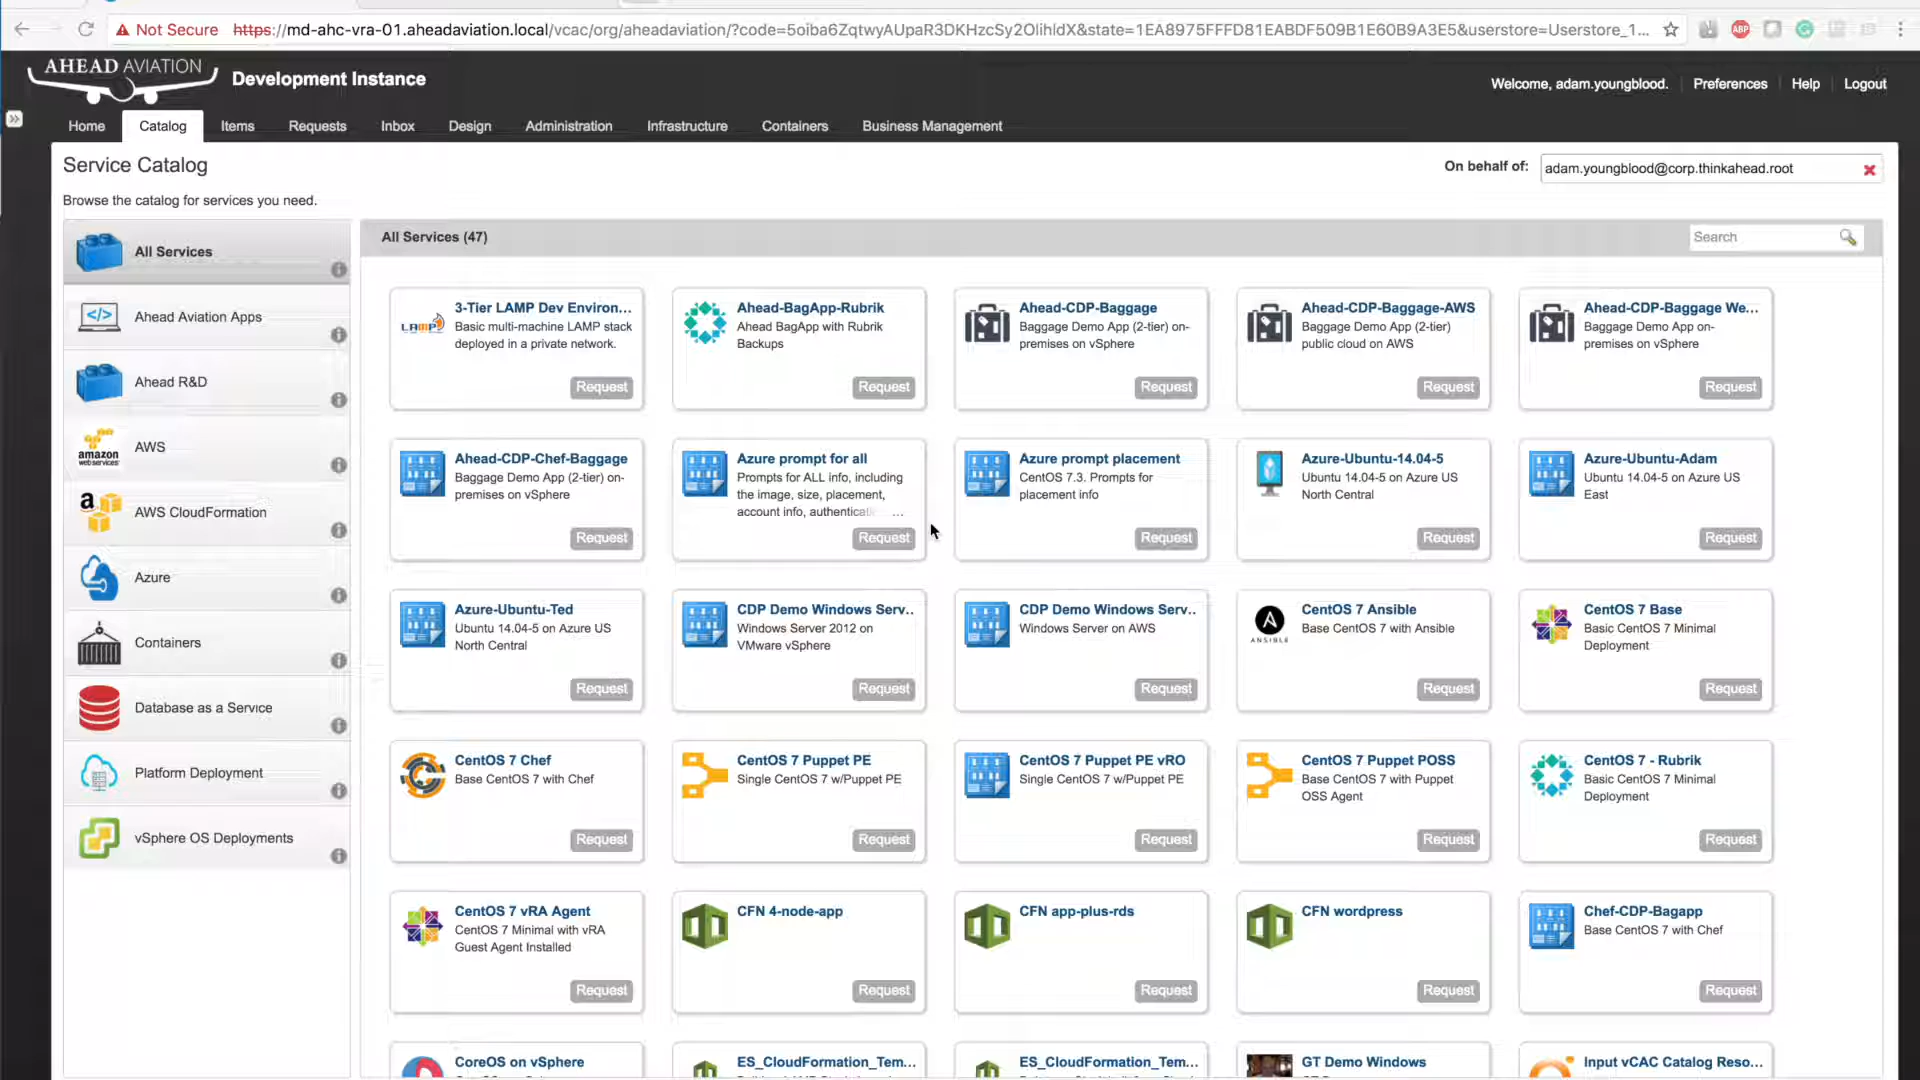 Not Secure https://md-ahc-vra-01.aheadaviation.local/vcac/org/aheadaviation/?code=5oiba6ZqtwyAUpaR3DKHzcSy2OlihldX&state=1EA8975FFFD81EABDF509B1E60B9A3E5&userstore=Userstore_1...
ABP
AHEAD AVIATION
Development Instance
Welcome, adam.youngblood. Preferences Help Logout
Home Catalog Items Requests Inbox Design Administration Infrastructure Containers Business Management
Service Catalog
On behalf of: adam.youngblood@corp.thinkahead.root
Browse the catalog for services you need.
All Services
Ahead Aviation Apps
Ahead R&D
amazon
webservices
AWS
AWS CloudFormation
Azure
Containers
Database as a Service
Platform Deployment
vSphere OS Deployments
All Services (47)
Search
LAMP
3-Tier LAMP Dev Environ...
Basic multi-machine LAMP stack
deployed in a private network.
Request
Ahead-BagApp-Rubrik
Ahead BagApp with Rubrik
Backups
Request
Ahead-CDP-Baggage
Baggage Demo App (2-tier) on-
premises on vSphere
Request
Ahead-CDP-Baggage-AWS
Baggage Demo App (2-tier)
public cloud on AWS
Request
Ahead-CDP-Baggage We...
Baggage Demo App on-
premises on vSphere
Request
Ahead-CDP-Chef-Baggage
Baggage Demo App (2-tier) on-
premises on vSphere
Request
Azure prompt for all
Prompts for ALL info, including
the image, size, placement,
account info, authenticati...
Request
Azure prompt placement
CentOS 7.3. Prompts for
placement info
Request
Azure-Ubuntu-14.04-5
Ubuntu 14.04-5 on Azure US
North Central
Request
Azure-Ubuntu-Adam
Ubuntu 14.04-5 on Azure US
East
Request
Azure-Ubuntu-Ted
Ubuntu 14.04-5 on Azure US
North Central
Request
CDP Demo Windows Serv..
Windows Server 2012 on
VMware vSphere
Request
CDP Demo Windows Serv..
Windows Server on AWS
Request
ANSIBLE
CentOS 7 Ansible
Base CentOS 7 with Ansible
Request
CentOS 7 Base
Basic CentOS 7 Minimal
Deployment
Request
CentOS 7 Chef
Base CentOS 7 with Chef
Request
CentOS 7 Puppet PE
Single CentOS 7 w/Puppet PE
Request
CentOS 7 Puppet PE vRO
Single CentOS 7 w/Puppet PE
Request
CentOS 7 Puppet POSS
Base CentOS 7 with Puppet
OSS Agent
Request
CentOS 7 - Rubrik
Basic CentOS 7 Minimal
Deployment
Request
CentOS 7 vRA Agent
CentOS 7 Minimal with vRA
Guest Agent Installed
Request
CFN 4-node-app
Request
CFN app-plus-rds
Request
CFN wordpress
Request
Chef-CDP-Bagapp
Base CentOS 7 with Chef
Request
CoreOS on vSphere
ES_CloudFormation_Tem...
ES_CloudFormation_Tem...
GT Demo Windows
Input vCAC Catalog Reso...